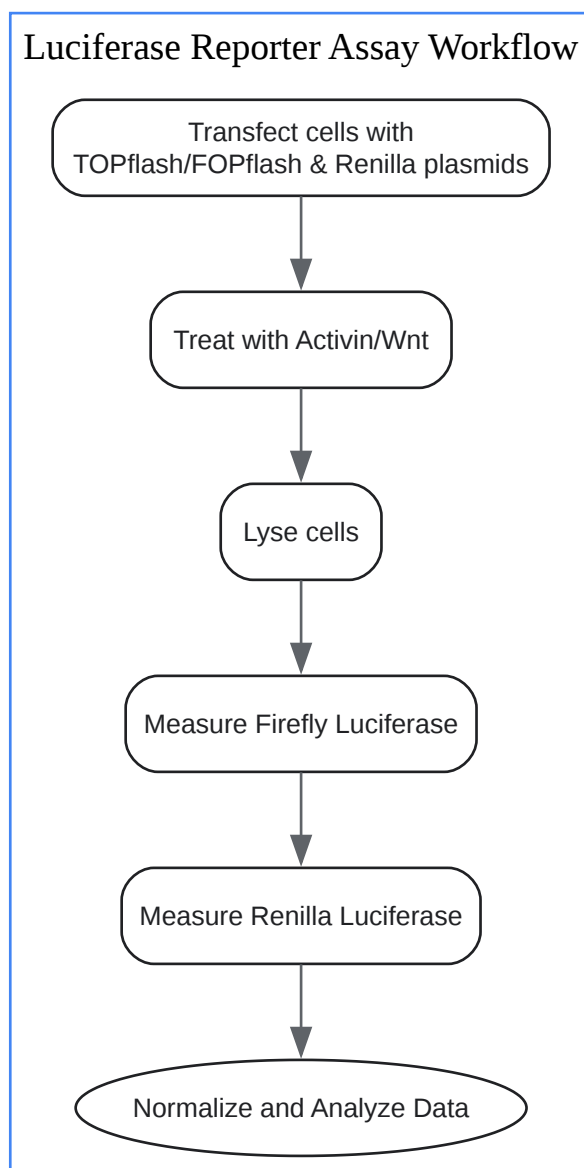 Luciferase Reporter Assay Workflow
Transfect cells with
TOPflash/FOPflash & Renilla plasmids
Treat with Activin/Wnt
Lyse cells
Measure Firefly Luciferase
Measure Renilla Luciferase
Normalize and Analyze Data